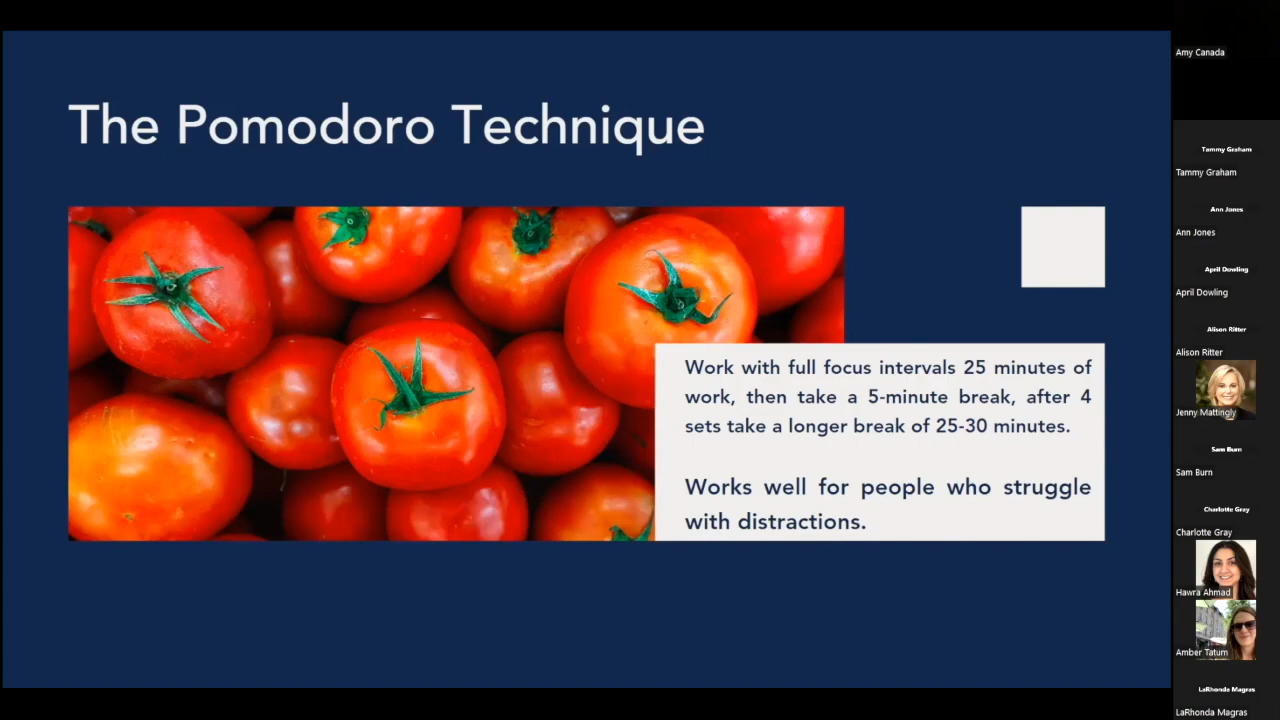 The Pomodoro Technique
Work with full focus intervals 25 minutes of
work, then take a 5-minute break, after 4
sets take a longer break of 25-30 minutes.
Works well for people who struggle
with distractions.
Amy Canada
Tammy Graham
Tammy Graham
Ann Jones
Ann Jones
April Dowling
April Dowling
Alison Ritter
Alison Ritter
Jenny Mattingly
Sam Burn
Sam Burn
Charlotte Gray
Charlotte Gray
Hawra Ahmad
Amber Tatum
LaRhonda Magras
LaRhonda Magras